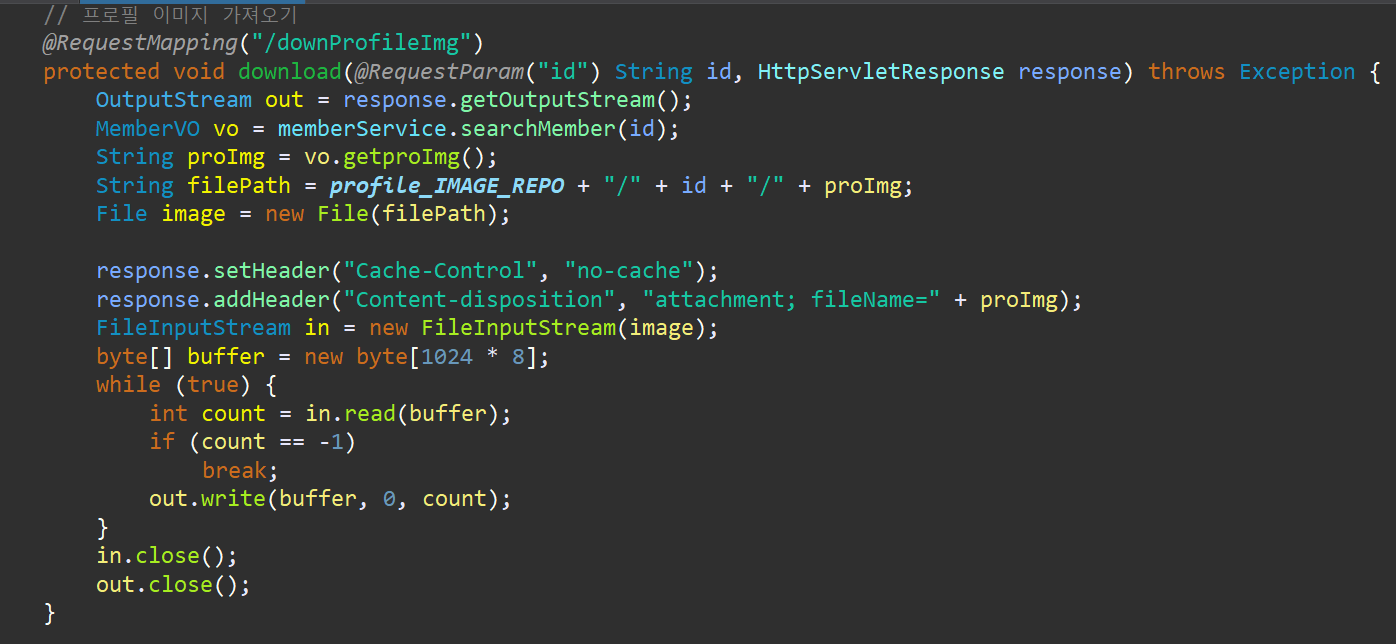 // 프로필 이미지 가져오기
@RequestMapping("/downProfileImg")
protected void download(@RequestParam("id") String id, HttpServletResponse response) throws Exception {
    OutputStream out = response.getOutputStream();
    MemberVO vo = memberService.searchMember(id);
    String proImg = vo.getproImg();
    String filePath = profile_IMAGE_REPO + "/" + id + "/" + proImg;
    File image = new File(filePath);

    response.setHeader("Cache-Control", "no-cache");
    response.addHeader("Content-disposition", "attachment; fileName=" + proImg);
    FileInputStream in = new FileInputStream(image);
    byte[] buffer = new byte[1024 * 8];
    while (true) {
        int count = in.read(buffer);
        if (count == -1)
            break;
        out.write(buffer, 0, count);
    }
    in.close();
    out.close();
}